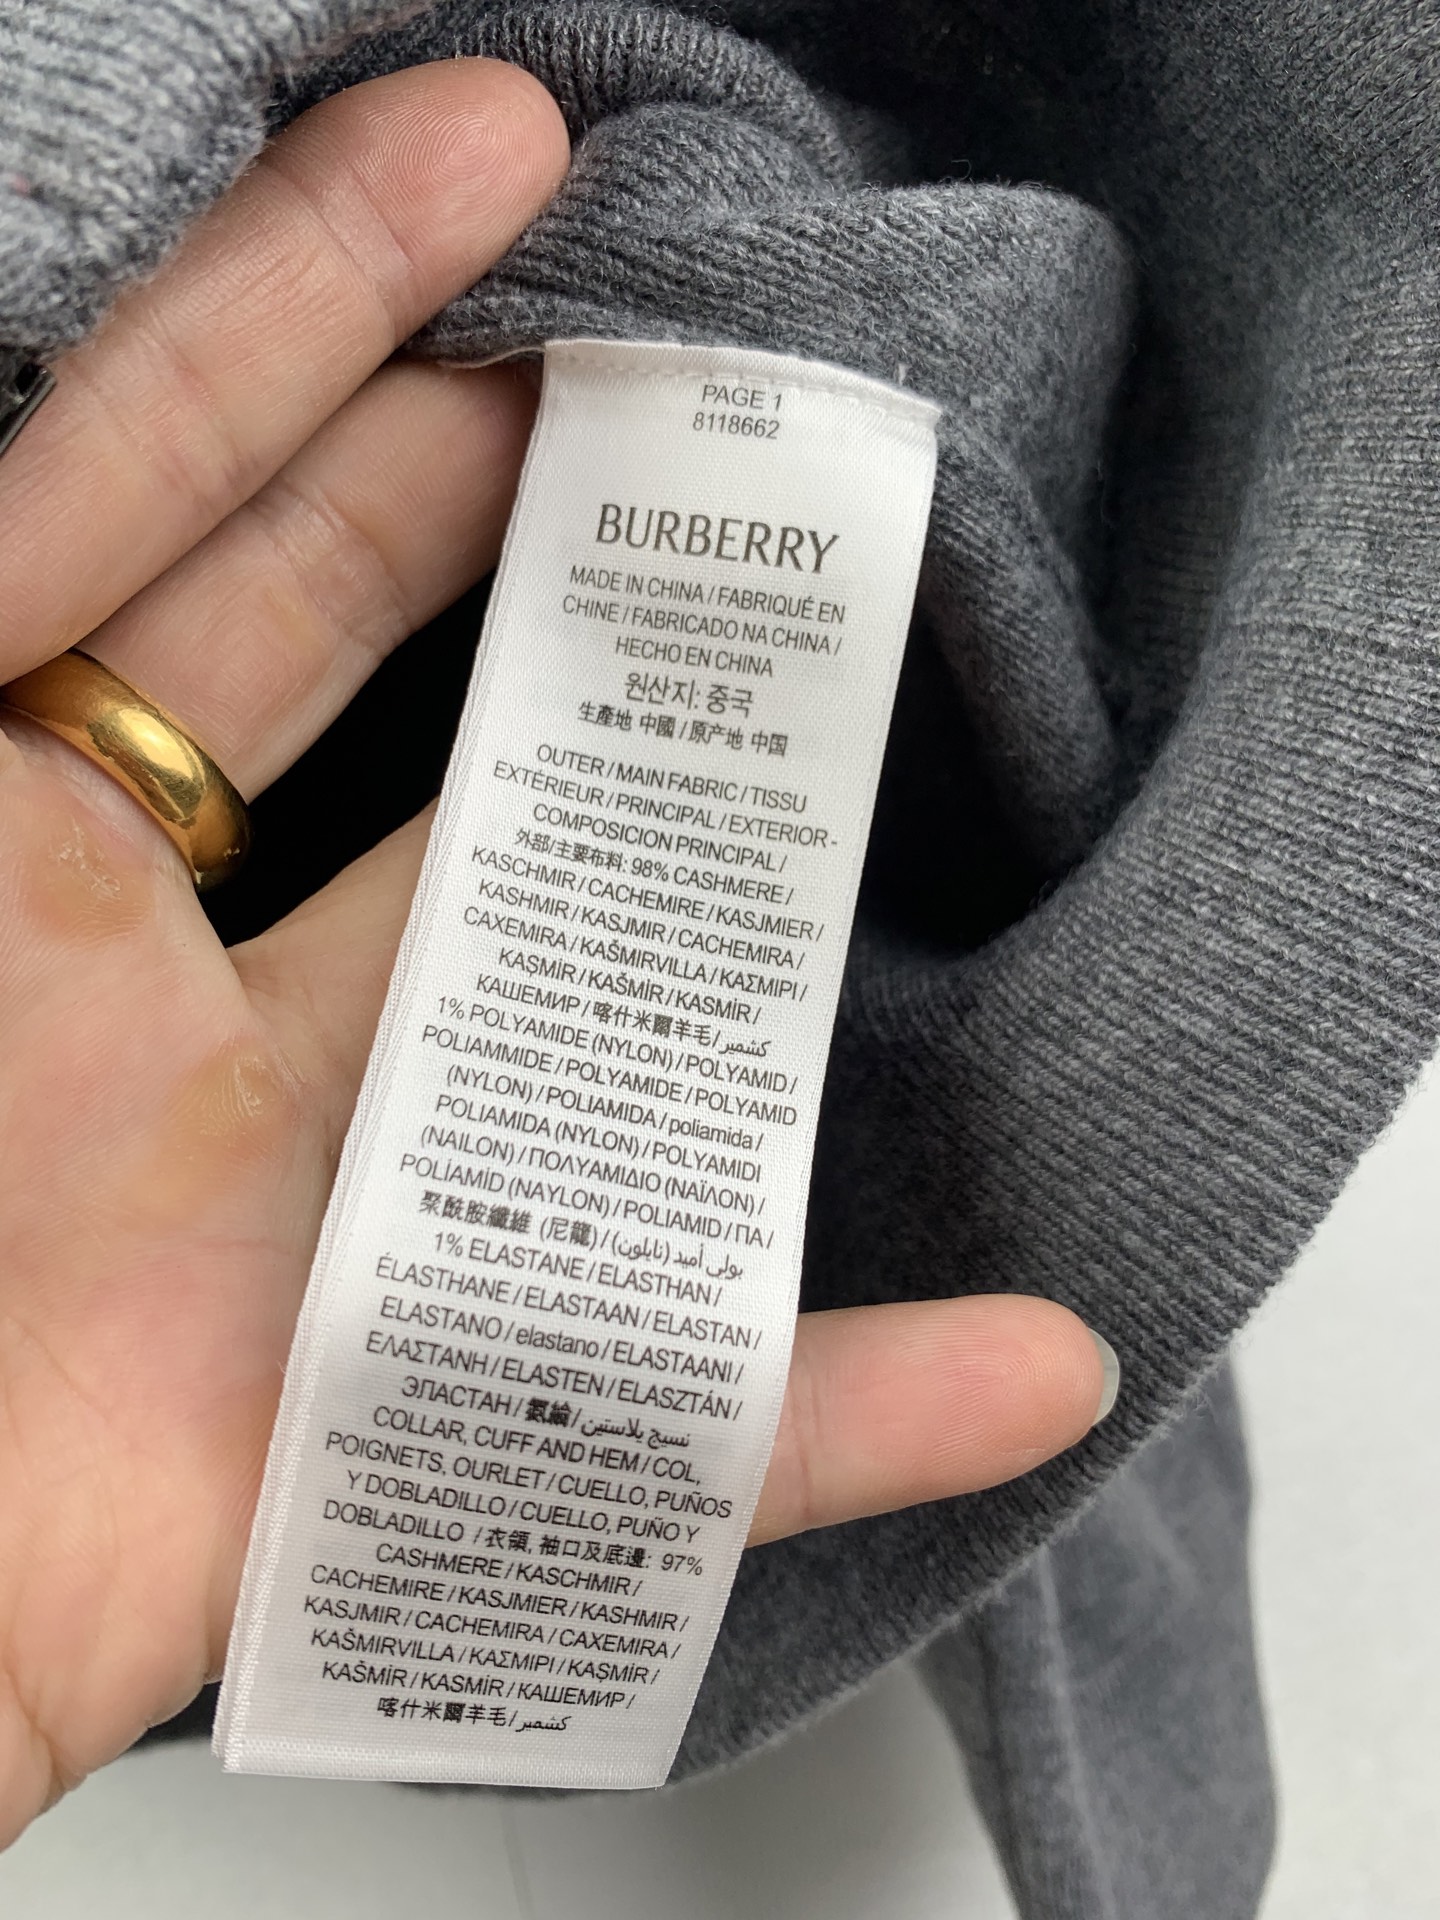 PAGE 1
8118662
BURBERRY
MADE IN CHINA / FABRIQUÉ EN
CHINE / FABRICADO NA CHINA /
HECHO EN CHINA
원산지: 중국
生產地 中國 / 原产地 中国
OUTER / MAIN FABRIC / TISSU
EXTÉRIEUR / PRINCIPAL / EXTERIOR-
COMPOSICION PRINCIPAL /
外部/主要布料: 98% CASHMERE /
KASCHMIR / CACHEMIRE / KASJMIER /
KASHMIR / KASJMIR / CACHEMIRA /
CAXEMIRA / KAŠMIRVILLA / ΚΑΣΜΙΡΙ /
KAŞMİR / KAŠMÍR / KASMÍR /
КАШЕМИР / 喀什米爾羊毛 / كشمير
1% POLYAMIDE (NYLON) / POLYAMID /
POLIAMMIDE / POLYAMIDE / POLYAMID
(NYLON) / POLIAMIDA / poliamida /
POLIAMIDA (NYLON) / POLYAMIDI
(NAILON) / ΠΟΛΥΑΜΙΔΙΟ (ΝΑΪΛΟΝ) /
POLİAMİD (NAYLON) / POLIAMID / ПА /
聚酰胺纖維 (尼龍) / بولى أميد (نايلون)
1% ELASTANE / ELASTHAN /
ÉLASTHANE / ELASTAAN / ELASTAN /
ELASTANO / elastano / ELASTAANI /
ΕΛΑΣΤΑΝΗ / ELASTEN / ELASZTÁN /
ЭЛАСТАН / 氨綸 / نسيج يلاستين
COLLAR, CUFF AND HEM / COL,
POIGNETS, OURLET / CUELLO, PUÑOS
Y DOBLADILLO / CUELLO, PUÑO Y
DOBLADILLO / 衣領, 袖口及底邊: 97%
CASHMERE / KASCHMIR /
CACHEMIRE / KASJMIER / KASHMIR /
KASJMIR / CACHEMIRA / CAXEMIRA /
KAŠMIRVILLA / ΚΑΣΜΙΡΙ / KAŞMİR /
KAŠMÍR / KASMÍR / КАШЕМИР /
喀什米爾羊毛 / كشمير